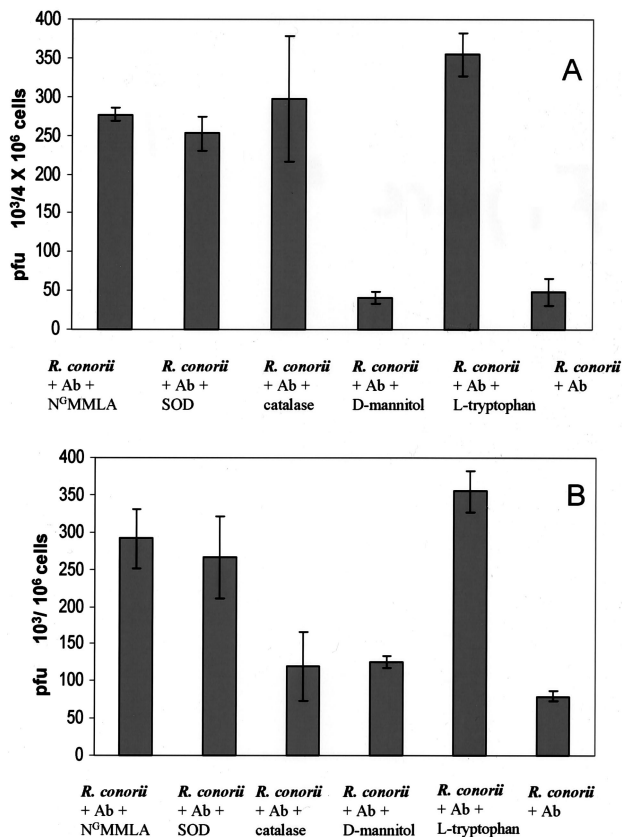 400
350
300
250
200
150
100
50
0
pfu 10³/4 X 10⁶ cells
A
R. conorii + Ab + NᴳMMLA
R. conorii + Ab + SOD
R. conorii + Ab + catalase
R. conorii + Ab + D-mannitol
R. conorii + Ab + L-tryptophan
R. conorii + Ab
400
350
300
250
200
150
100
50
0
pfu 10³/ 10⁶ cells
B
R. conorii + Ab + NᴳMMLA
R. conorii + Ab + SOD
R. conorii + Ab + catalase
R. conorii + Ab + D-mannitol
R. conorii + Ab + L-tryptophan
R. conorii + Ab